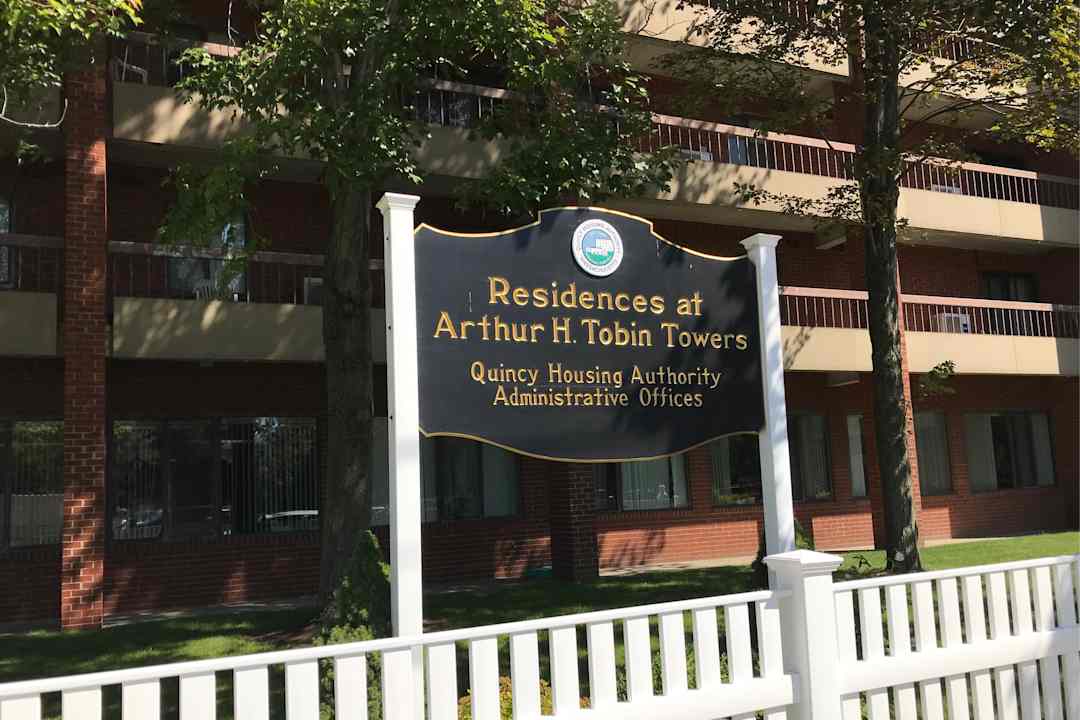 Residences at
Arthur H. Tobin Towers
Quincy Housing Authority
Administrative Offices